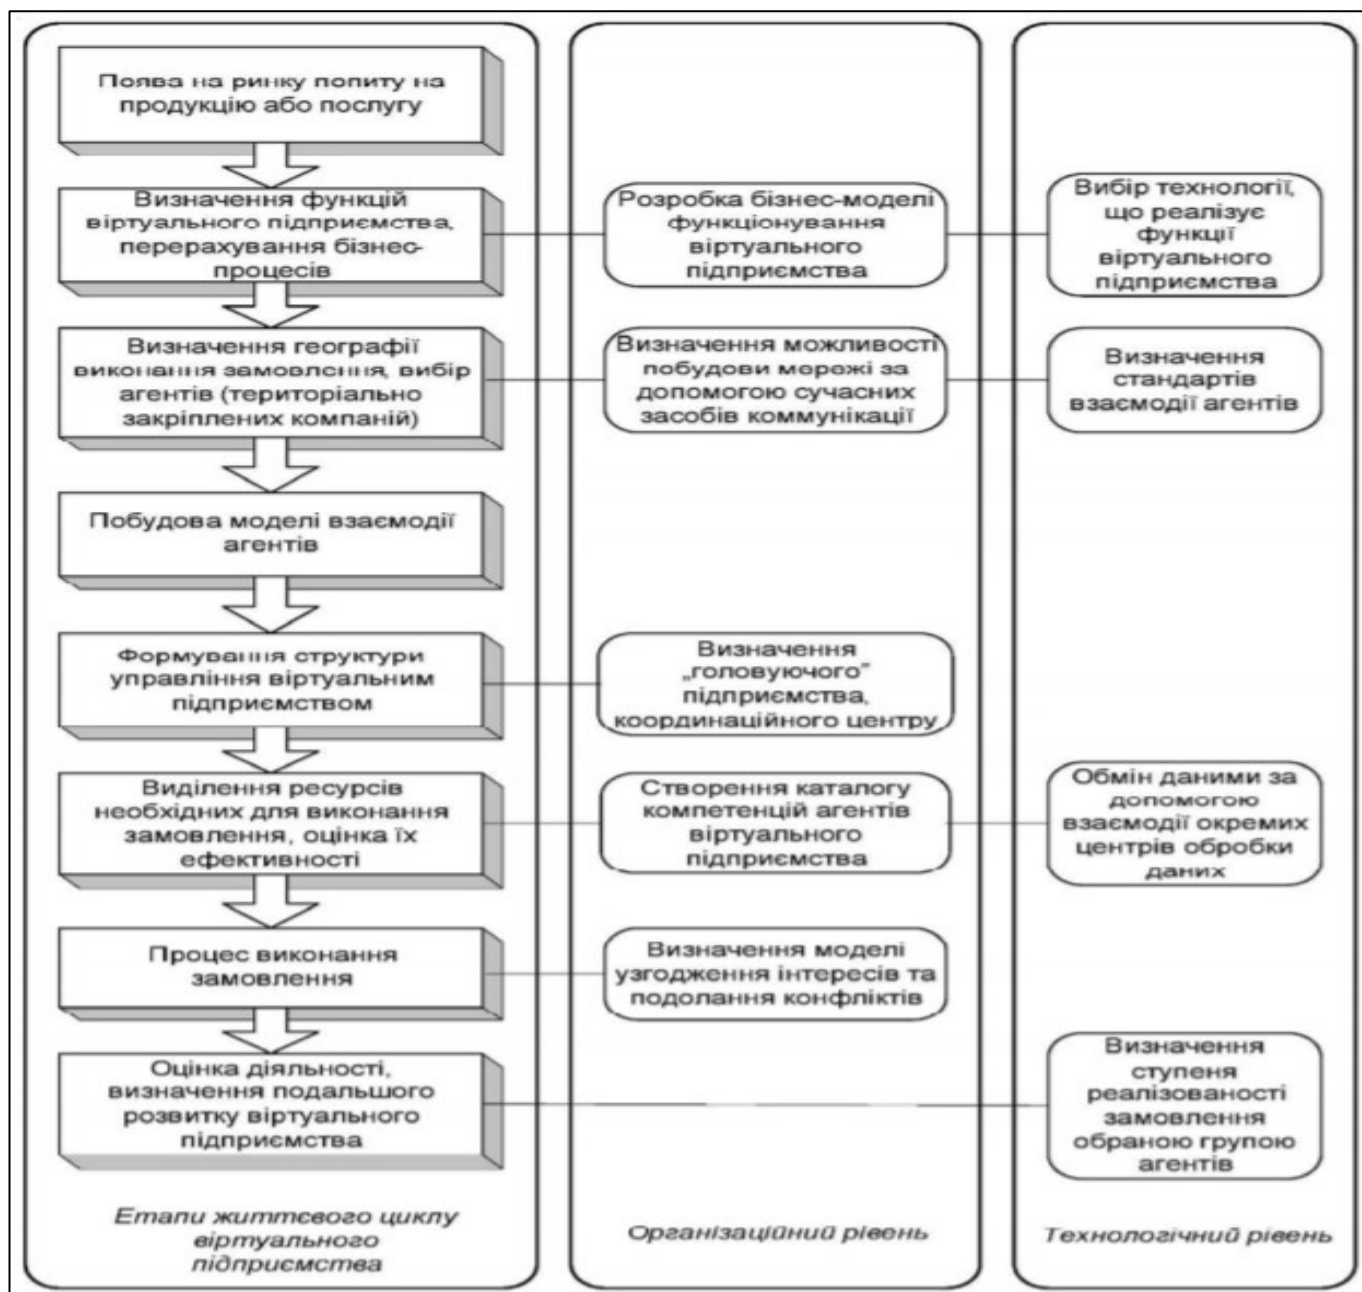 Поява на ринку попиту на
продукцію або послугу
Визначення функцій
віртуального підприємства,
перерахування бізнес-
процесів
Розробка бізнес-моделі
функціонування
віртуального
підприємства
Вибір технології,
що реалізує
функції
віртуального
підприємства
Визначення географії
виконання замовлення, вибір
агентів (територіально
закріплених компаній)
Визначення можливості
побудови мережі за
допомогою сучасних
засобів коммунікації
Визначення
стандартів
взаємодії агентів
Побудова моделі взаємодії
агентів
Формування структури
управління віртуальним
підприємством
Визначення
„головуючого”
підприємства,
координаційного центру
Виділення ресурсів
необхідних для виконання
замовлення, оцінка їх
ефективності
Створення каталогу
компетенцій агентів
віртуального
підприємства
Обмін даними за
допомогою
взаємодії окремих
центрів обробки
даних
Процес виконання
замовлення
Визначення моделі
узгодження інтересів та
подолання конфліктів
Оцінка діяльності,
визначення подальшого
розвитку віртуального
підприємства
Визначення
ступеня
реалізованості
замовлення
обраною групою
агентів
Етапи життєвого циклу
віртуального
підприємства
Організаційний рівень
Технологічний рівень